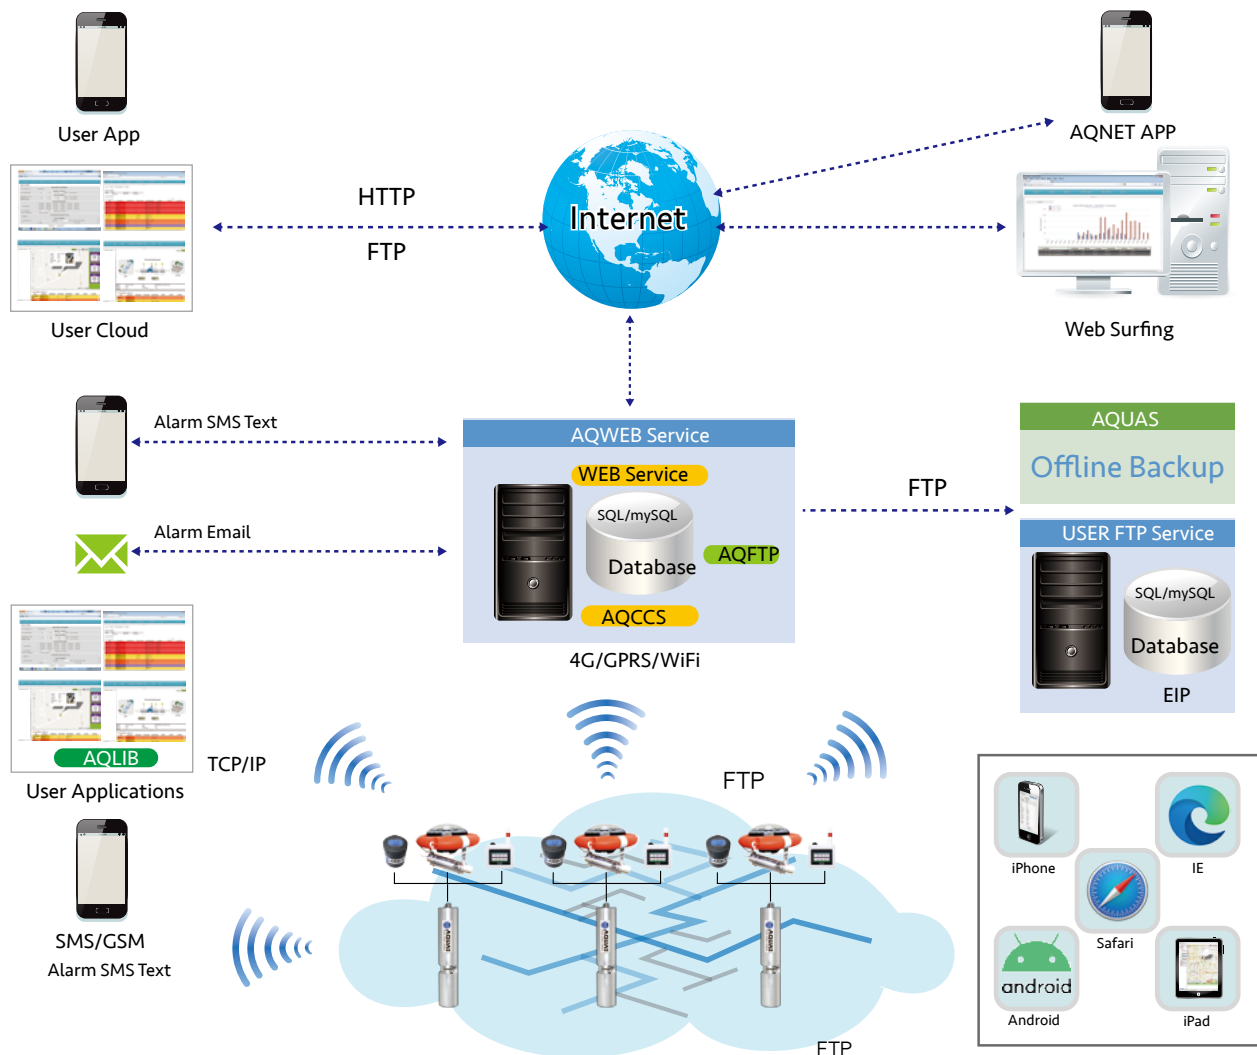 User App
AQNET APP
HTTP
Internet
FTP
User Cloud
Web Surfing
Alarm SMS Text
AQWEB Service
AQUAS
WEB Service
Offline Backup
FTP
SQL/mySQL
Alarm Email
USER FTP Service
AQFTP
Database
SQL/mySQL
AQCCS
Database
4G/GPRS/WiFi
EIP
AQLIB
TCP/IP
User Applications
FTP
iPhone
IE
SMS/GSM
Alarm SMS Text
Safari
AQUAS
AQUAS
AQUAS
android
Android
iPad
FTP